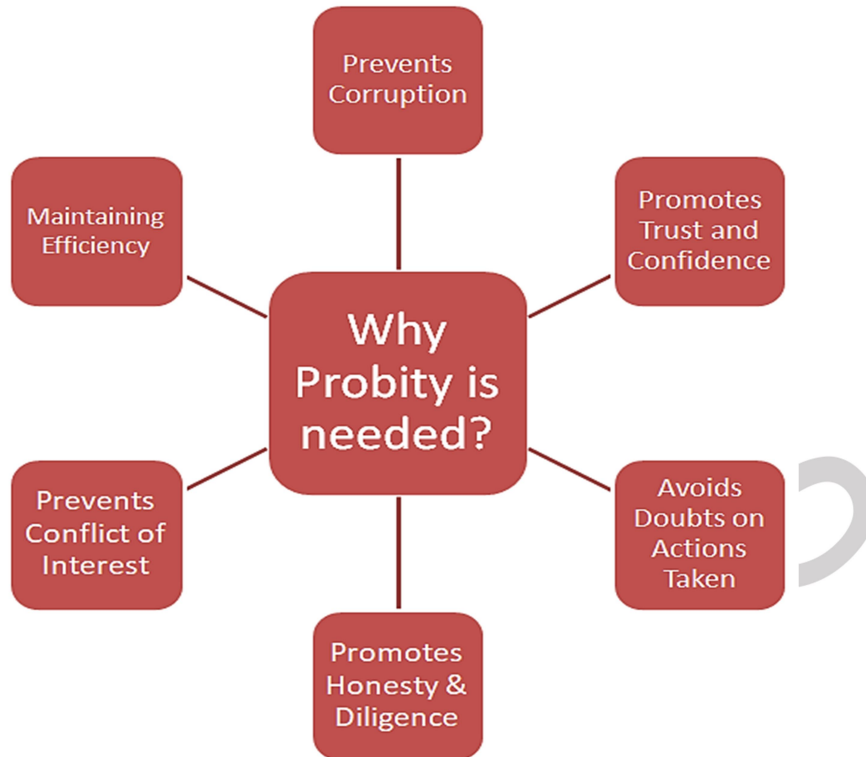 Prevents
Corruption
Promotes
Trust and
Confidence
Maintaining
Efficiency
Why
Probity is
needed?
Prevents
Conflict of
Interest
Avoids
Doubts on
Actions
Taken
Promotes
Honesty &
Diligence